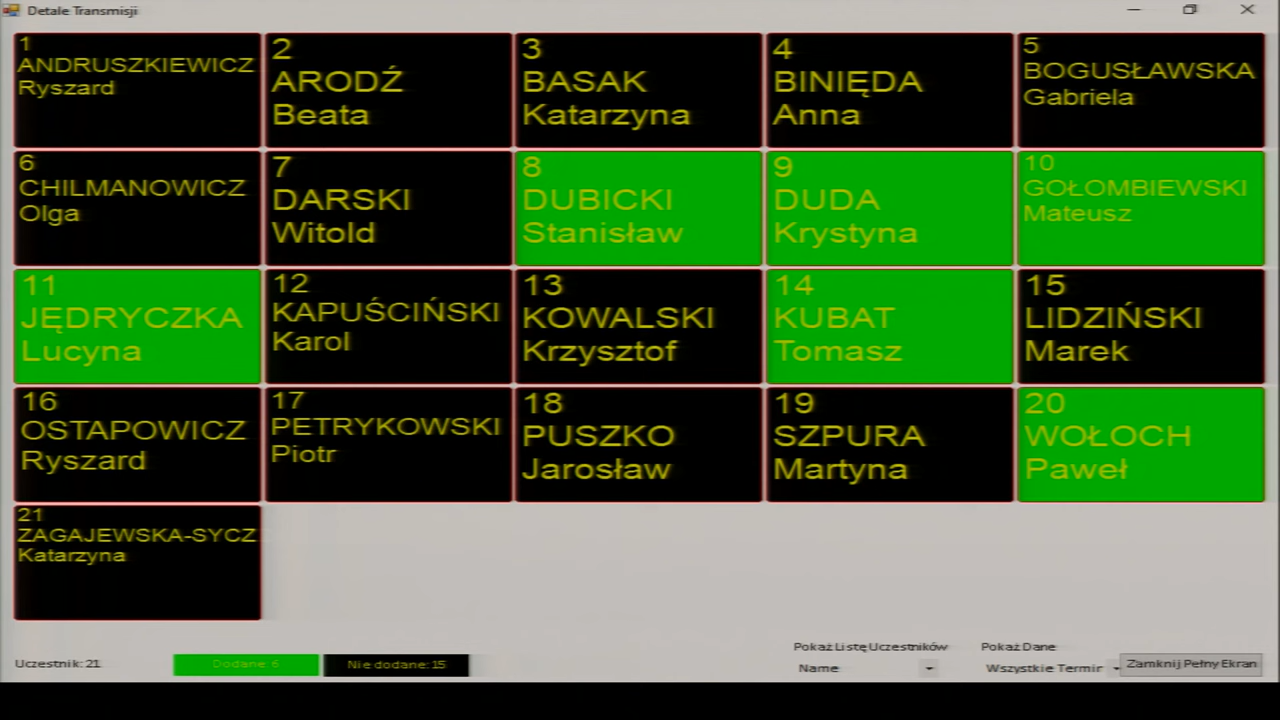 Detale Transmisji
1
ANDRUSZKIEWICZ
Ryszard
2
ARODŹ
Beata
3
BASAK
Katarzyna
4
BINIĘDA
Anna
5
BOGUSŁAWSKA
Gabriela
6
CHILMANOWICZ
Olga
7
DARSKI
Witold
8
DUBICKI
Stanisław
9
DUDA
Krystyna
10
GOŁOMBIEWSKI
Mateusz
11
JĘDRYCZKA
Lucyna
12
KAPUŚCIŃSKI
Karol
13
KOWALSKI
Krzysztof
14
KUBAT
Tomasz
15
LIDZIŃSKI
Marek
16
OSTAPOWICZ
Ryszard
17
PETRYKOWSKI
Piotr
18
PUSZKO
Jarosław
19
SZPURA
Martyna
20
WOŁOCH
Paweł
21
ZAGAJEWSKA-SYCZ
Katarzyna
Uczestnik: 21
Dodane: 6
Nie dodane: 15
Pokaż Listę Uczestników
Name
Pokaż Dane
Wszystkie Termir
Zamknij Pełny Ekran